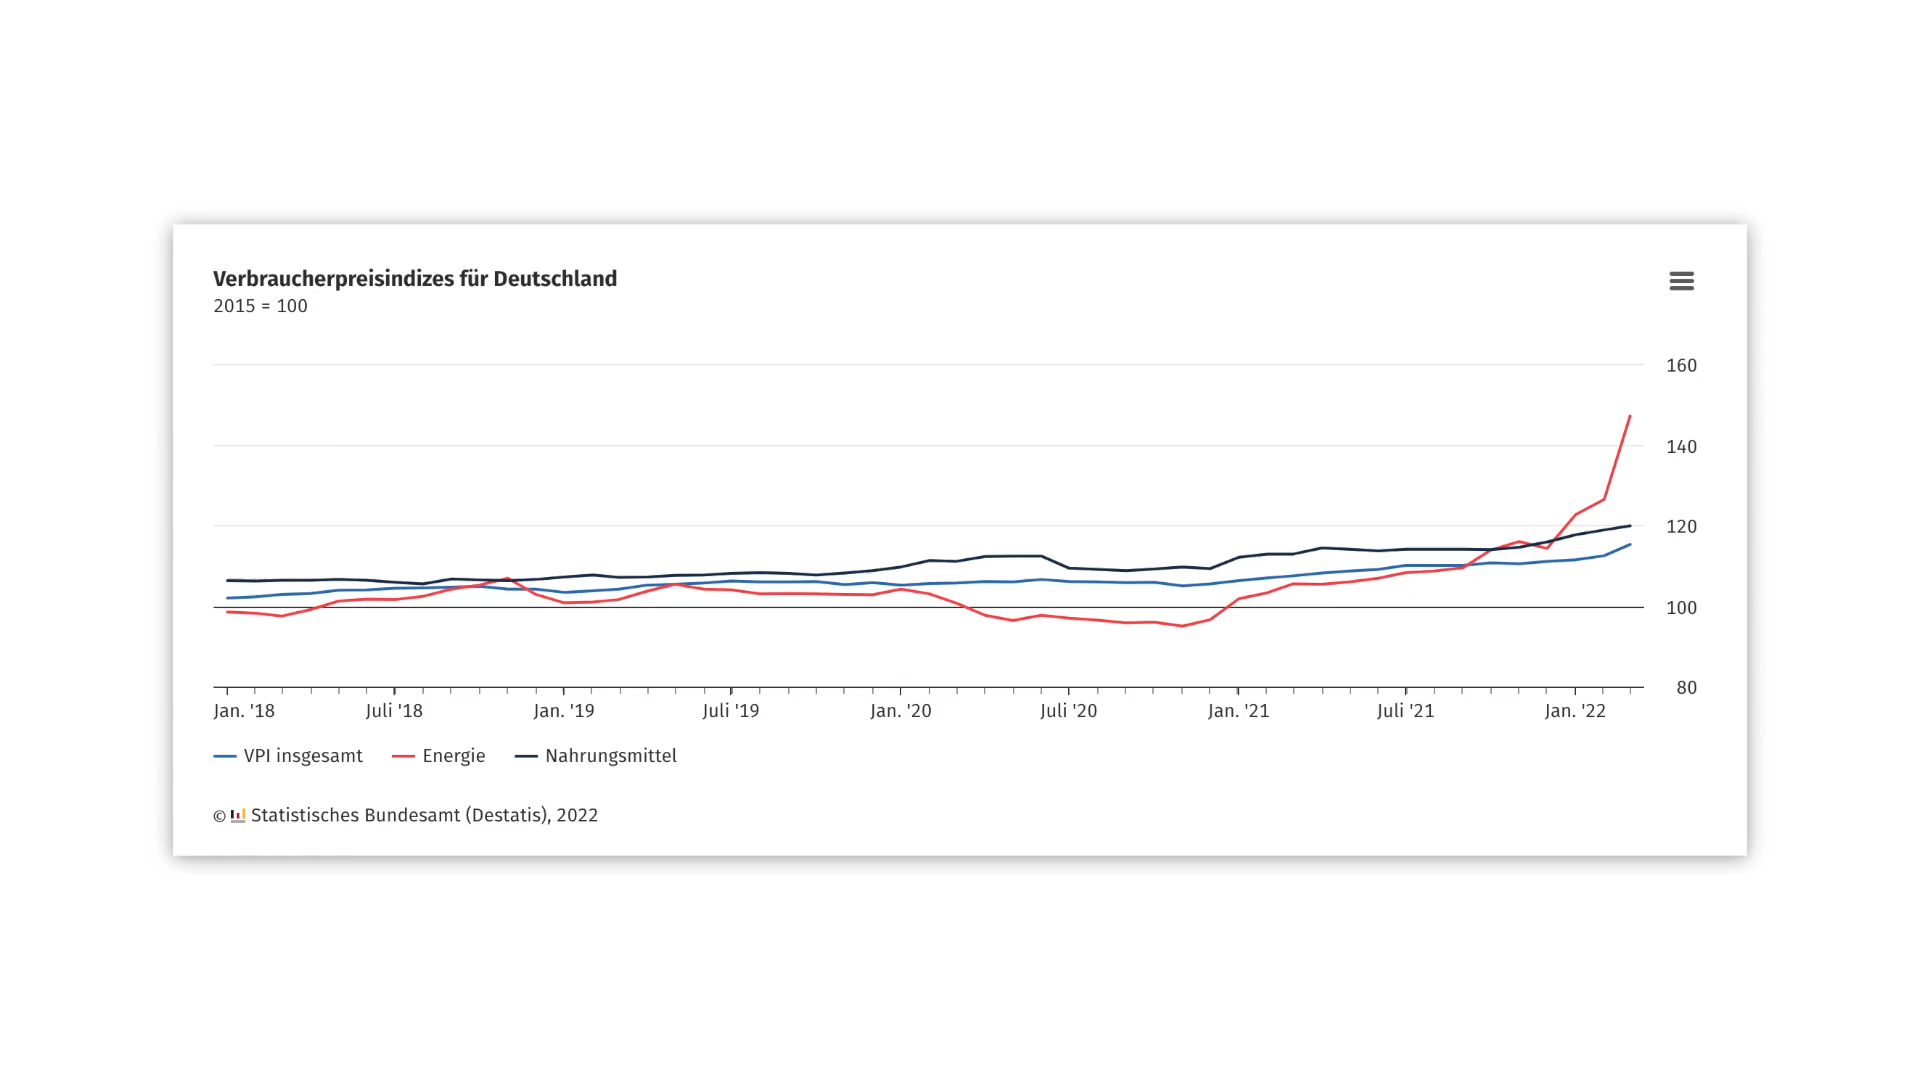 Verbraucherpreisindizes für Deutschland
2015 = 100
160
140
120
100
80
Jan. '18 Juli '18 Jan. '19 Juli '19 Jan. '20 Juli '20 Jan. '21 Juli '21 Jan. '22
VPI insgesamt Energie Nahrungsmittel
© Statistisches Bundesamt (Destatis), 2022